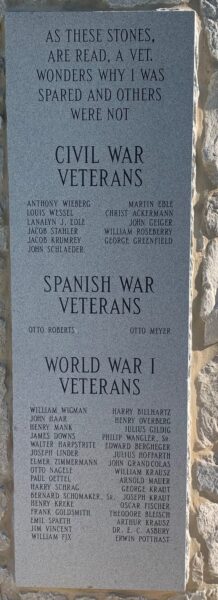 AS THESE STONES,
ARE READ, A VET.
WONDERS WHY I WAS
SPARED AND OTHERS
WERE NOT
CIVIL WAR
VETERANS
ANTHONY WIEBERG MARTIN EBLE
LOUIS WESSEL CHRIST ACKERMANN
LANALYN J. EOLE JOHN GEIGER
JACOB STAHLER WILLIAM ROSEBERRY
JACOB KRUMREY GEORGE GREENFIELD
JOHN SCHLAEDER
SPANISH WAR
VETERANS
OTTO ROBERTS OTTO MEYER
WORLD WAR I
VETERANS
WILLIAM WIGMAN HARRY BILLHARTZ
JOHN HAAR HENRY OVERBERG
HENRY MANK JULIUS GILDIG
JAMES DOWNS PHILIP WANGLER, Sr.
WALTER HARPSTRITE EDWARD BERGHEGER
JOSEPH LINDER JULIUS HOFFARTH
ELMER ZIMMERMANN JOHN GRANDCOLAS
OTTO NAGELE WILLIAM KRAUSZ
PAUL OETTEL ARNOLD MAUER
HARRY SCHRAG GEORGE KRAUT
BERNARD SCHOMAKER, Sr. JOSEPH KRAUT
HENRY KREKE OSCAR FISCHER
FRANK GOLDSMITH THEODORE BLEISCH
EMIL SPAETH ARTHUR KRAUSZ
JIM VINCENT DR. E. C. ASBURY
WILLIAM FIX ERWIN POTTHAST